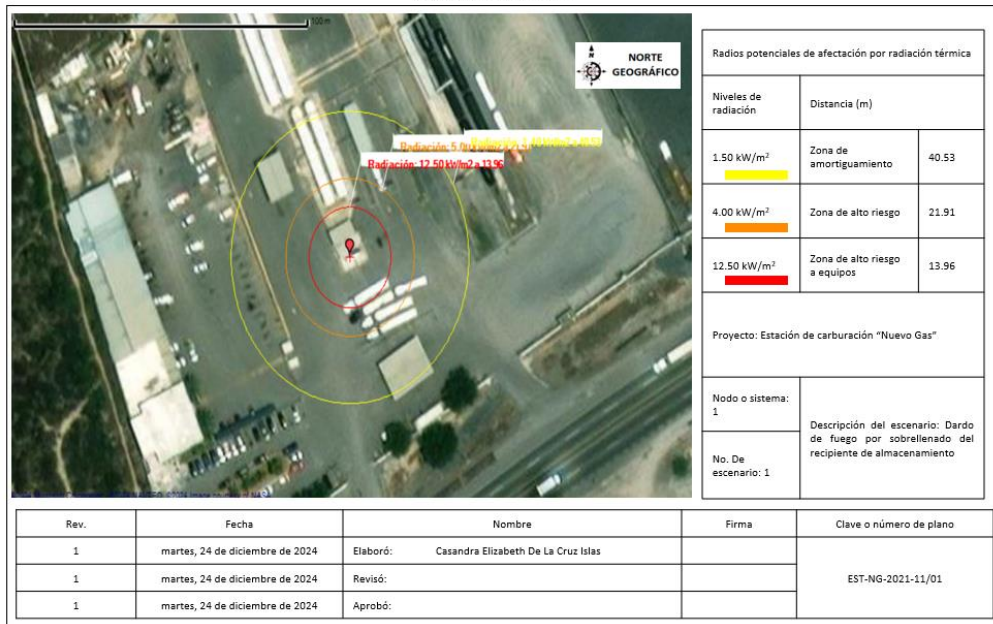 100 m
N
NORTE
GEOGRÁFICO
Radiación: 5.0
Radiación: 12.50 kW/m2 a 13.96
Radios potenciales de afectación por radiación térmica
Niveles de
radiación
Distancia (m)
1.50 kW/m²
Zona de
amortiguamiento
40.53
4.00 kW/m²
Zona de alto riesgo
21.91
12.50 kW/m²
Zona de alto riesgo
a equipos
13.96
Proyecto: Estación de carburación “Nuevo Gas”
Nodo o sistema:
1
No. De
escenario: 1
Descripción del escenario: Dardo
de fuego por sobrellenado del
recipiente de almacenamiento
Rev.
Fecha
Nombre
Firma
Clave o número de plano
1
martes, 24 de diciembre de 2024
Elaboró: Casandra Elizabeth De La Cruz Islas
1
martes, 24 de diciembre de 2024
Revisó:
1
martes, 24 de diciembre de 2024
Aprobó:
EST-NG-2021-11/01